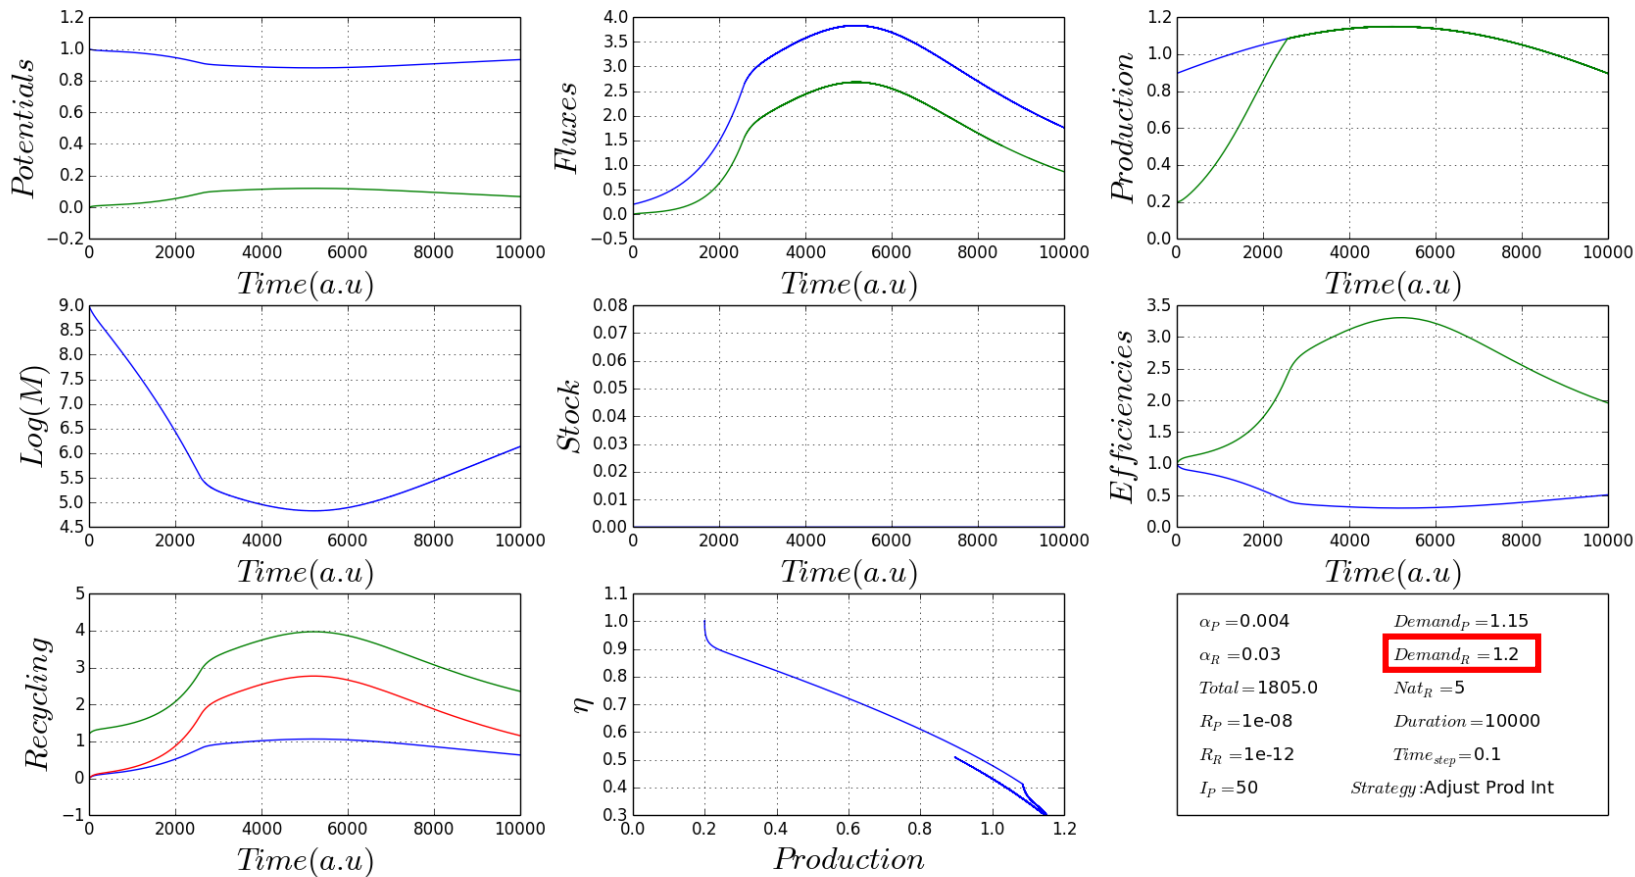 1.2
1.0
0.8
0.6
0.4
0.2
0.0
−0.2
Potentials
0 2000 4000 6000 8000 10000
Time(a.u)
4.0
3.5
3.0
2.5
2.0
1.5
1.0
0.5
0.0
−0.5
Fluxes
0 2000 4000 6000 8000 10000
Time(a.u)
1.2
1.0
0.8
0.6
0.4
0.2
0.0
Production
0 2000 4000 6000 8000 10000
Time(a.u)
9.0
8.5
8.0
7.5
7.0
6.5
6.0
5.5
5.0
4.5
Log(M)
0 2000 4000 6000 8000 10000
Time(a.u)
0.08
0.07
0.06
0.05
0.04
0.03
0.02
0.01
0.00
Stock
0 2000 4000 6000 8000 10000
Time(a.u)
3.5
3.0
2.5
2.0
1.5
1.0
0.5
0.0
Efficiencies
0 2000 4000 6000 8000 10000
Time(a.u)
5
4
3
2
1
0
−1
Recycling
0 2000 4000 6000 8000 10000
Time(a.u)
1.1
1.0
0.9
0.8
0.7
0.6
0.5
0.4
0.3
η
0.0 0.2 0.4 0.6 0.8 1.0 1.2
Production
α_P =0.004 Demand_P =1.15
α_R =0.03 Demand_R =1.2
Total=1805.0 Nat_R =5
R_P =1e-08 Duration=10000
R_R =1e-12 Time_step=0.1
I_P =50 Strategy:Adjust Prod Int